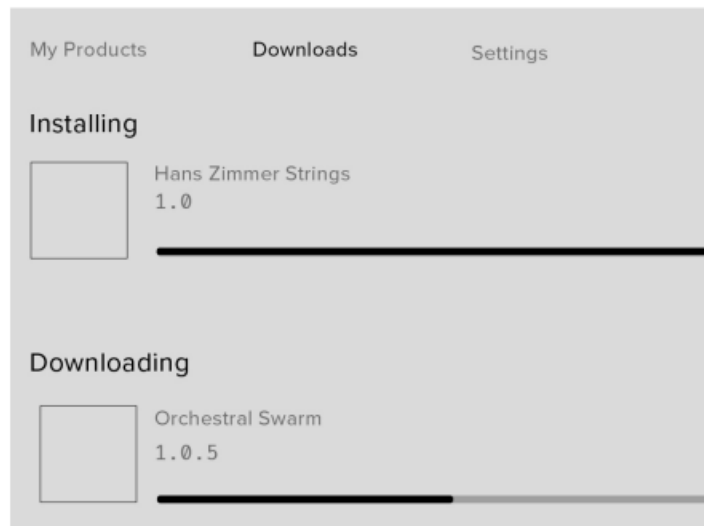 My Products Downloads Settings
Installing
Hans Zimmer Strings
1.0
Downloading
Orchestral Swarm
1.0.5